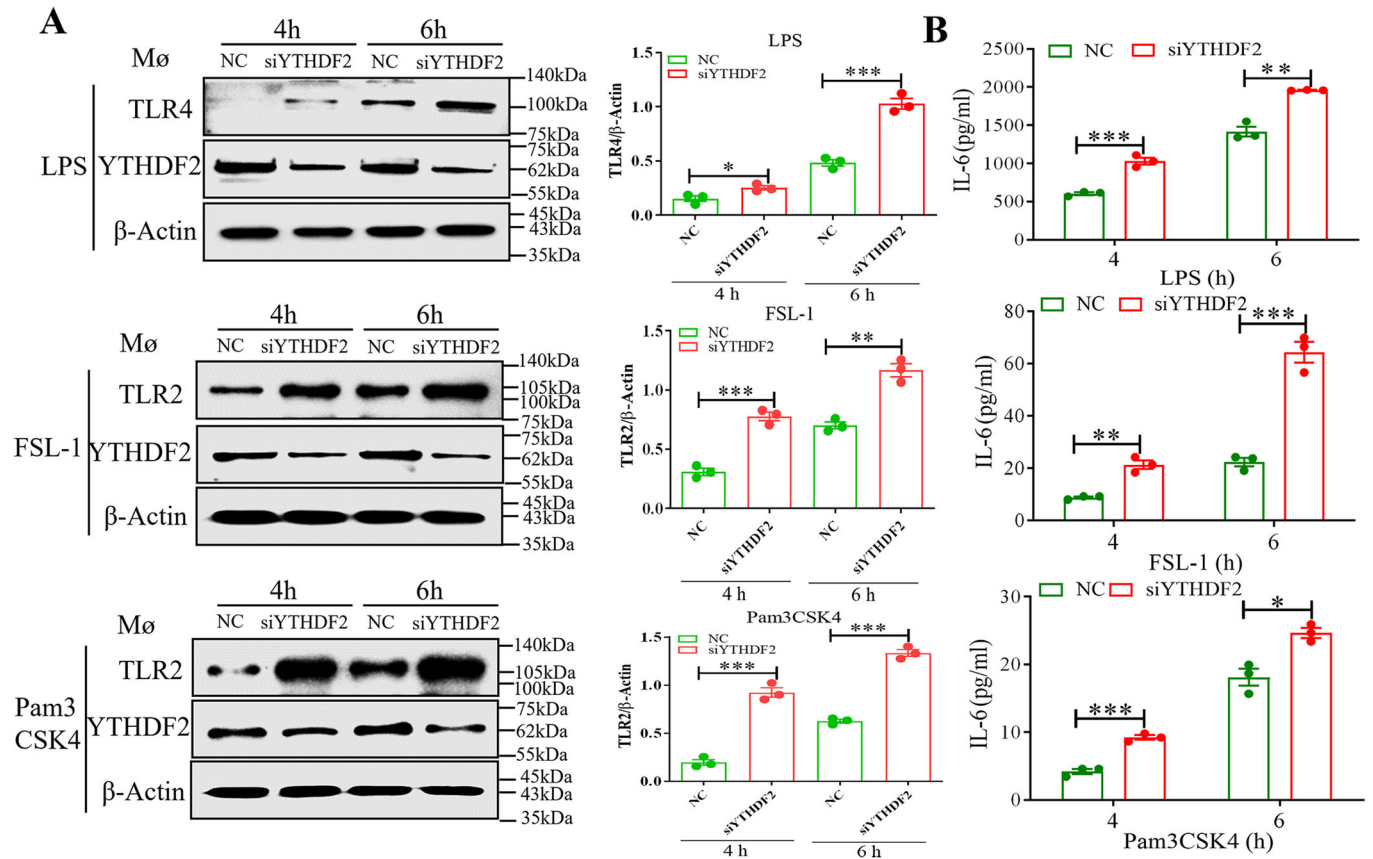 A
4h 6h
Mø NC siYTHDF2 NC siYTHDF2
140kDa
TLR4 100kDa
75kDa
75kDa
LPS YTHDF2 62kDa
55kDa
45kDa
β-Actin 43kDa
35kDa
4h 6h
Mø NC siYTHDF2 NC siYTHDF2
140kDa
TLR2 105kDa
100kDa
75kDa
75kDa
FSL-1 YTHDF2 62kDa
55kDa
45kDa
β-Actin 43kDa
35kDa
4h 6h
Mø NC siYTHDF2 NC siYTHDF2
140kDa
TLR2 105kDa
100kDa
75kDa
Pam3
CSK4
YTHDF2 62kDa
55kDa
45kDa
β-Actin 43kDa
35kDa
LPS
NC
siYTHDF2
TLR4/β-Actin
1.5
1.0
0.5
0.0
* ***
NC siYTHDF2 NC siYTHDF2
4 h 6 h
FSL-1
NC
siYTHDF2
TLR2/β-Actin
1.5
1.0
0.5
0.0
*** **
NC siYTHDF2 NC siYTHDF2
4 h 6 h
Pam3CSK4
NC
siYTHDF2
TLR2/β-Actin
1.5
1.0
0.5
0.0
*** ***
NC siYTHDF2 NC siYTHDF2
4 h 6 h
B
NC siYTHDF2
IL-6(pg/ml)
2500
2000
1500
1000
500
0
*** **
4 6
LPS (h)
NC siYTHDF2
IL-6(pg/ml)
80
60
40
20
0
** ***
4 6
FSL-1 (h)
NC siYTHDF2
IL-6(pg/ml)
30
20
10
0
*** *
4 6
Pam3CSK4 (h)